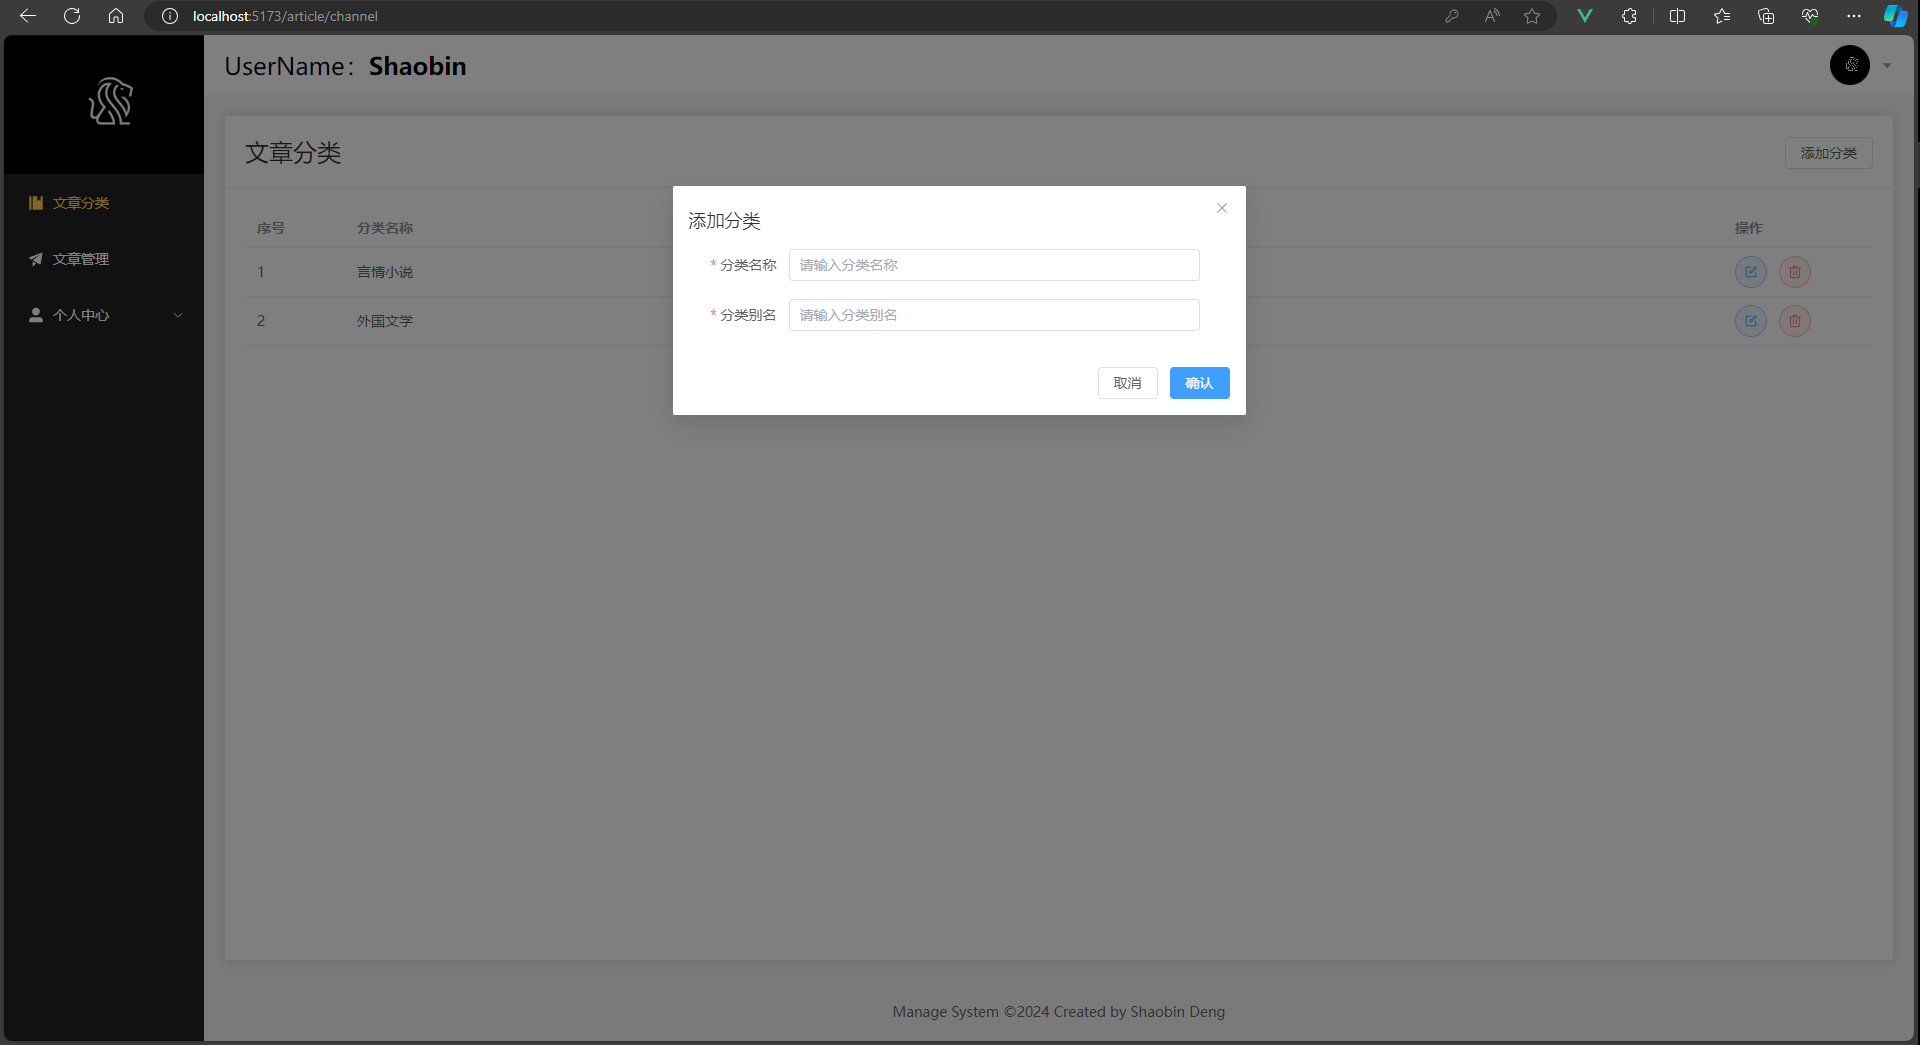 localhost:5173/article/channel
UserName：Shaobin
文章分类
添加分类
文章分类
文章管理
个人中心
序号 分类名称 操作
1 言情小说
2 外国文学
添加分类
* 分类名称 请输入分类名称
* 分类别名 请输入分类别名
取消 确认
Manage System ©2024 Created by Shaobin Deng